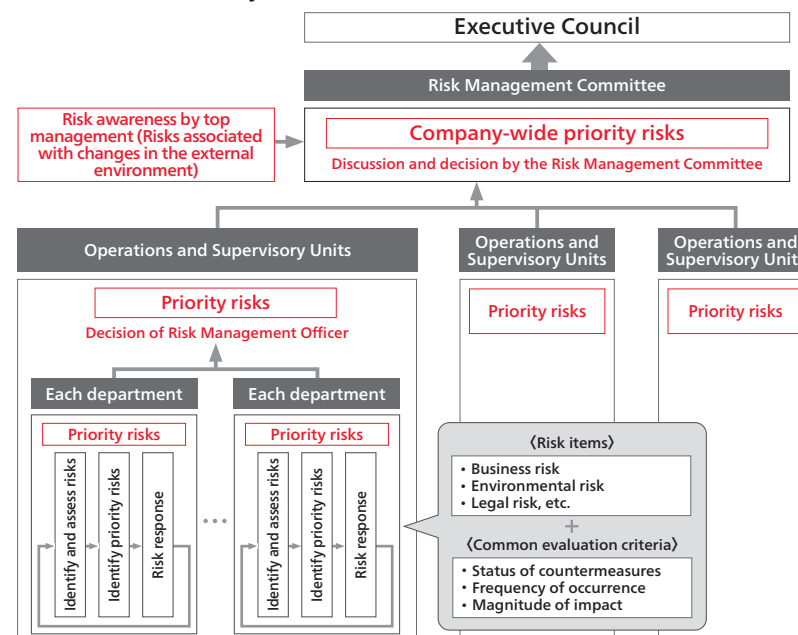 Executive Council
Risk Management Committee
Risk awareness by top
management (Risks associated
with changes in the external
environment)
Company-wide priority risks
Discussion and decision by the Risk Management Committee
Operations and Supervisory Units
Operations and
Supervisory Units
Operations and
Supervisory Unit
Priority risks
Decision of Risk Management Officer
Priority risks
Priority risks
Each department
Each department
Priority risks
Identify and assess risks
Identify priority risks
Risk response
...
Priority risks
Identify and assess risks
Identify priority risks
Risk response
〈Risk items〉
• Business risk
• Environmental risk
• Legal risk, etc.
+
〈Common evaluation criteria〉
• Status of countermeasures
• Frequency of occurrence
• Magnitude of impact